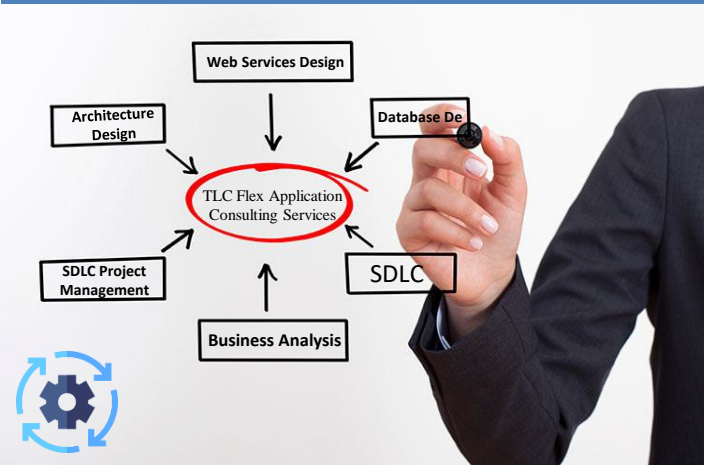 Web Services Design
Architecture
Design
Database De
TLC Flex Application
Consulting Services
SDLC Project
Management
SDLC
Business Analysis